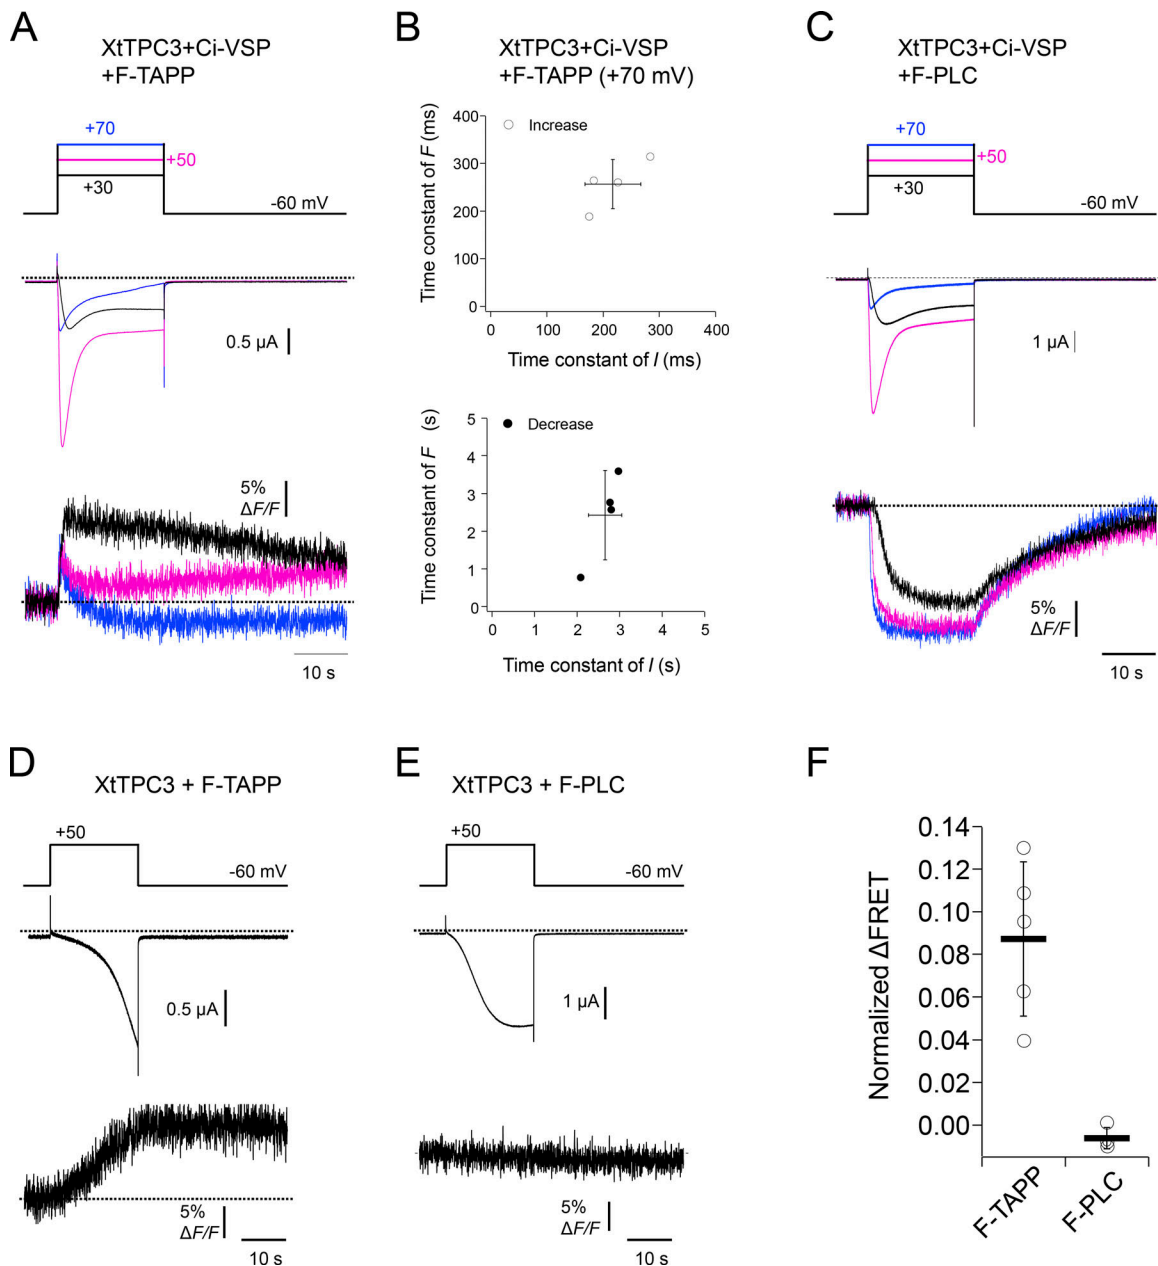 A
XtTPC3+Ci-VSP
+F-TAPP
+70
+50
+30
-60 mV
0.5 µA
5%
ΔF/F
10 s
B
XtTPC3+Ci-VSP
+F-TAPP (+70 mV)
Time constant of F (ms)
400
300
200
100
0
Increase
0 100 200 300 400
Time constant of I (ms)
Time constant of F (s)
5
4
3
2
1
0
Decrease
0 1 2 3 4 5
Time constant of I (s)
C
XtTPC3+Ci-VSP
+F-PLC
+70
+50
+30
-60 mV
1 µA
5%
ΔF/F
10 s
D
XtTPC3 + F-TAPP
+50
-60 mV
0.5 µA
5%
ΔF/F
10 s
E
XtTPC3 + F-PLC
+50
-60 mV
1 µA
5%
ΔF/F
10 s
F
Normalized ΔFRET
0.14
0.12
0.10
0.08
0.06
0.04
0.02
0.00
F-TAPP
F-PLC